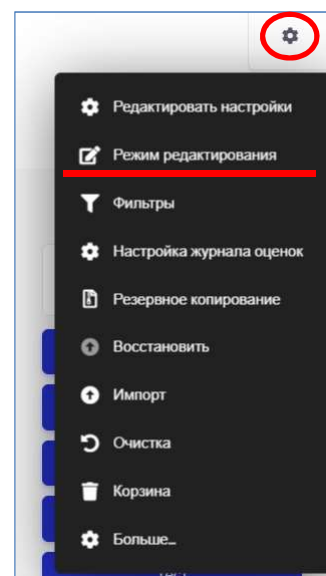 Редактировать настройки
Режим редактирования
Фильтры
Настройка журнала оценок
Резервное копирование
Восстановить
Импорт
Очистка
Корзина
Больше...